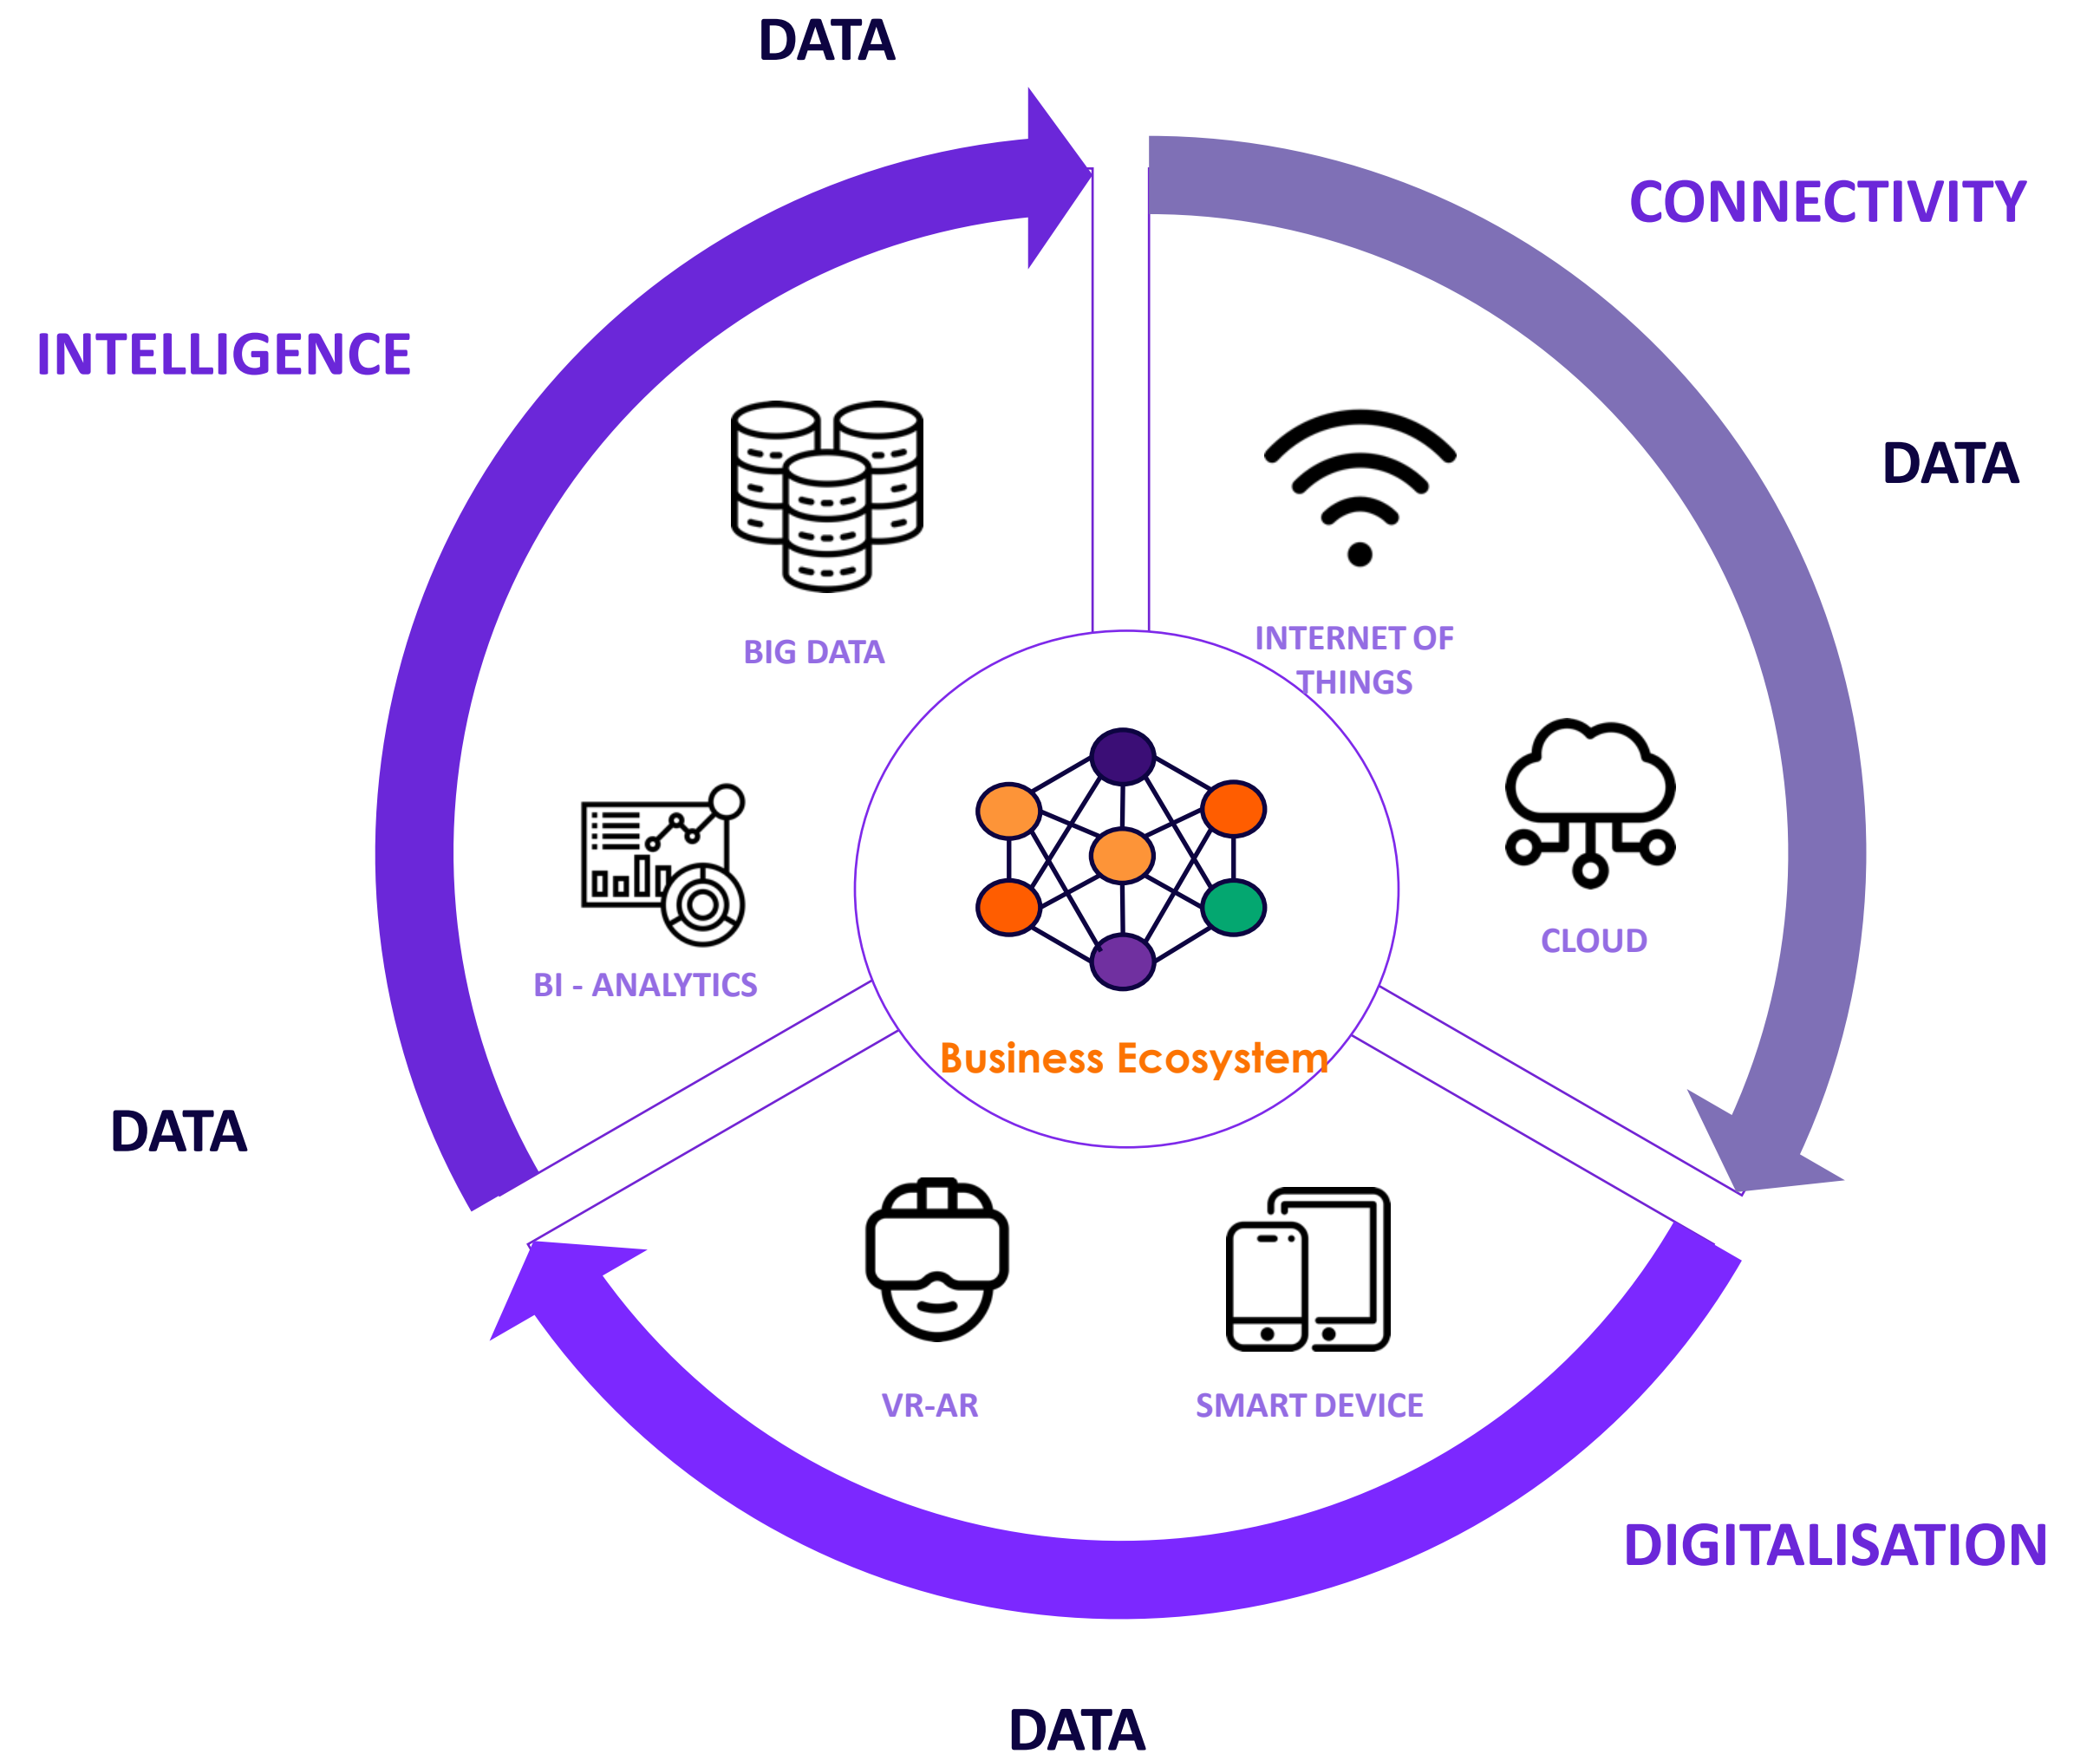 DATA
CONNECTIVITY
INTELLIGENCE
DATA
BIG DATA
INTERNET OF
THINGS
CLOUD
BI - ANALYTICS
Business Ecosystem
DATA
VR-AR
SMART DEVICE
DIGITALISATION
DATA